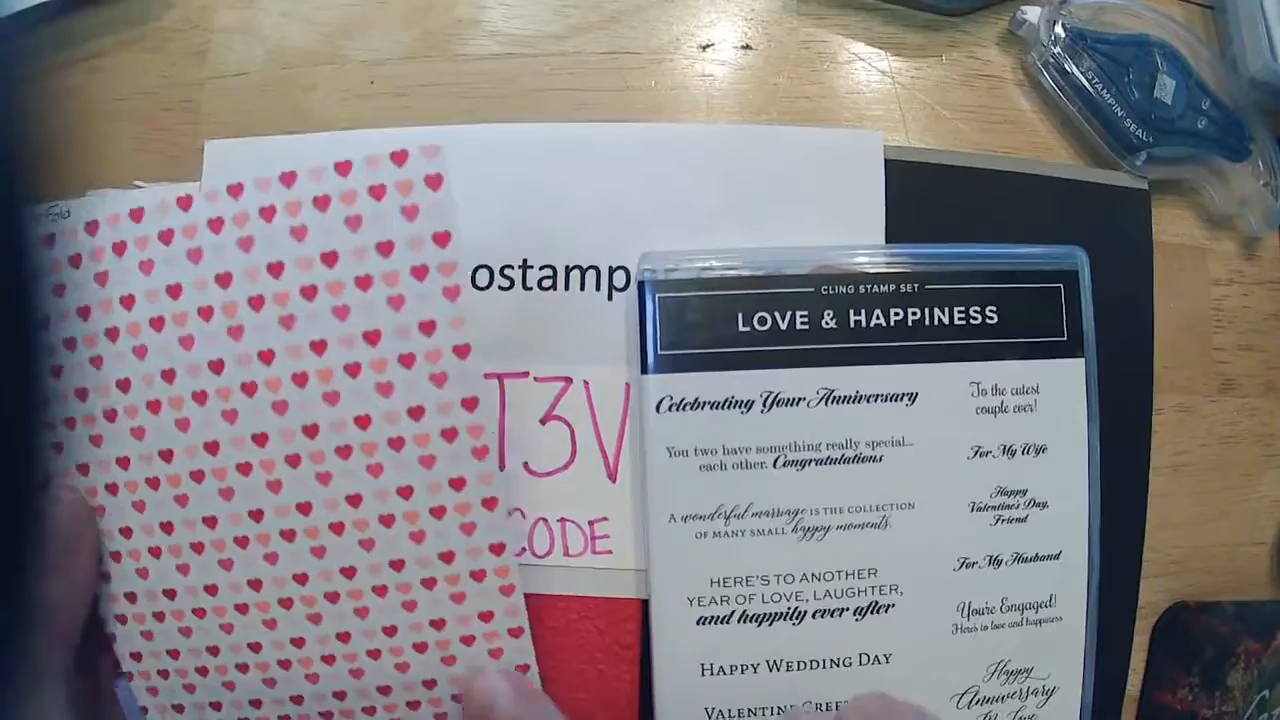 STAMPIN' SEAL
Fold
ostamp
T3V
CODE
CLING STAMP SET
LOVE & HAPPINESS
Celebrating Your Anniversary
You two have something really special...
each other. Congratulations
A wonderful marriage IS THE COLLECTION
OF MANY SMALL happy moments.
HERE'S TO ANOTHER
YEAR OF LOVE, LAUGHTER,
and happily ever after
HAPPY WEDDING DAY
VALENTINE
To the cutest
couple ever!
For My Wife
Happy
Valentine's Day,
Friend
For My Husband
You're Engaged!
Here's to love and happiness
Happy
Anniversary
Love